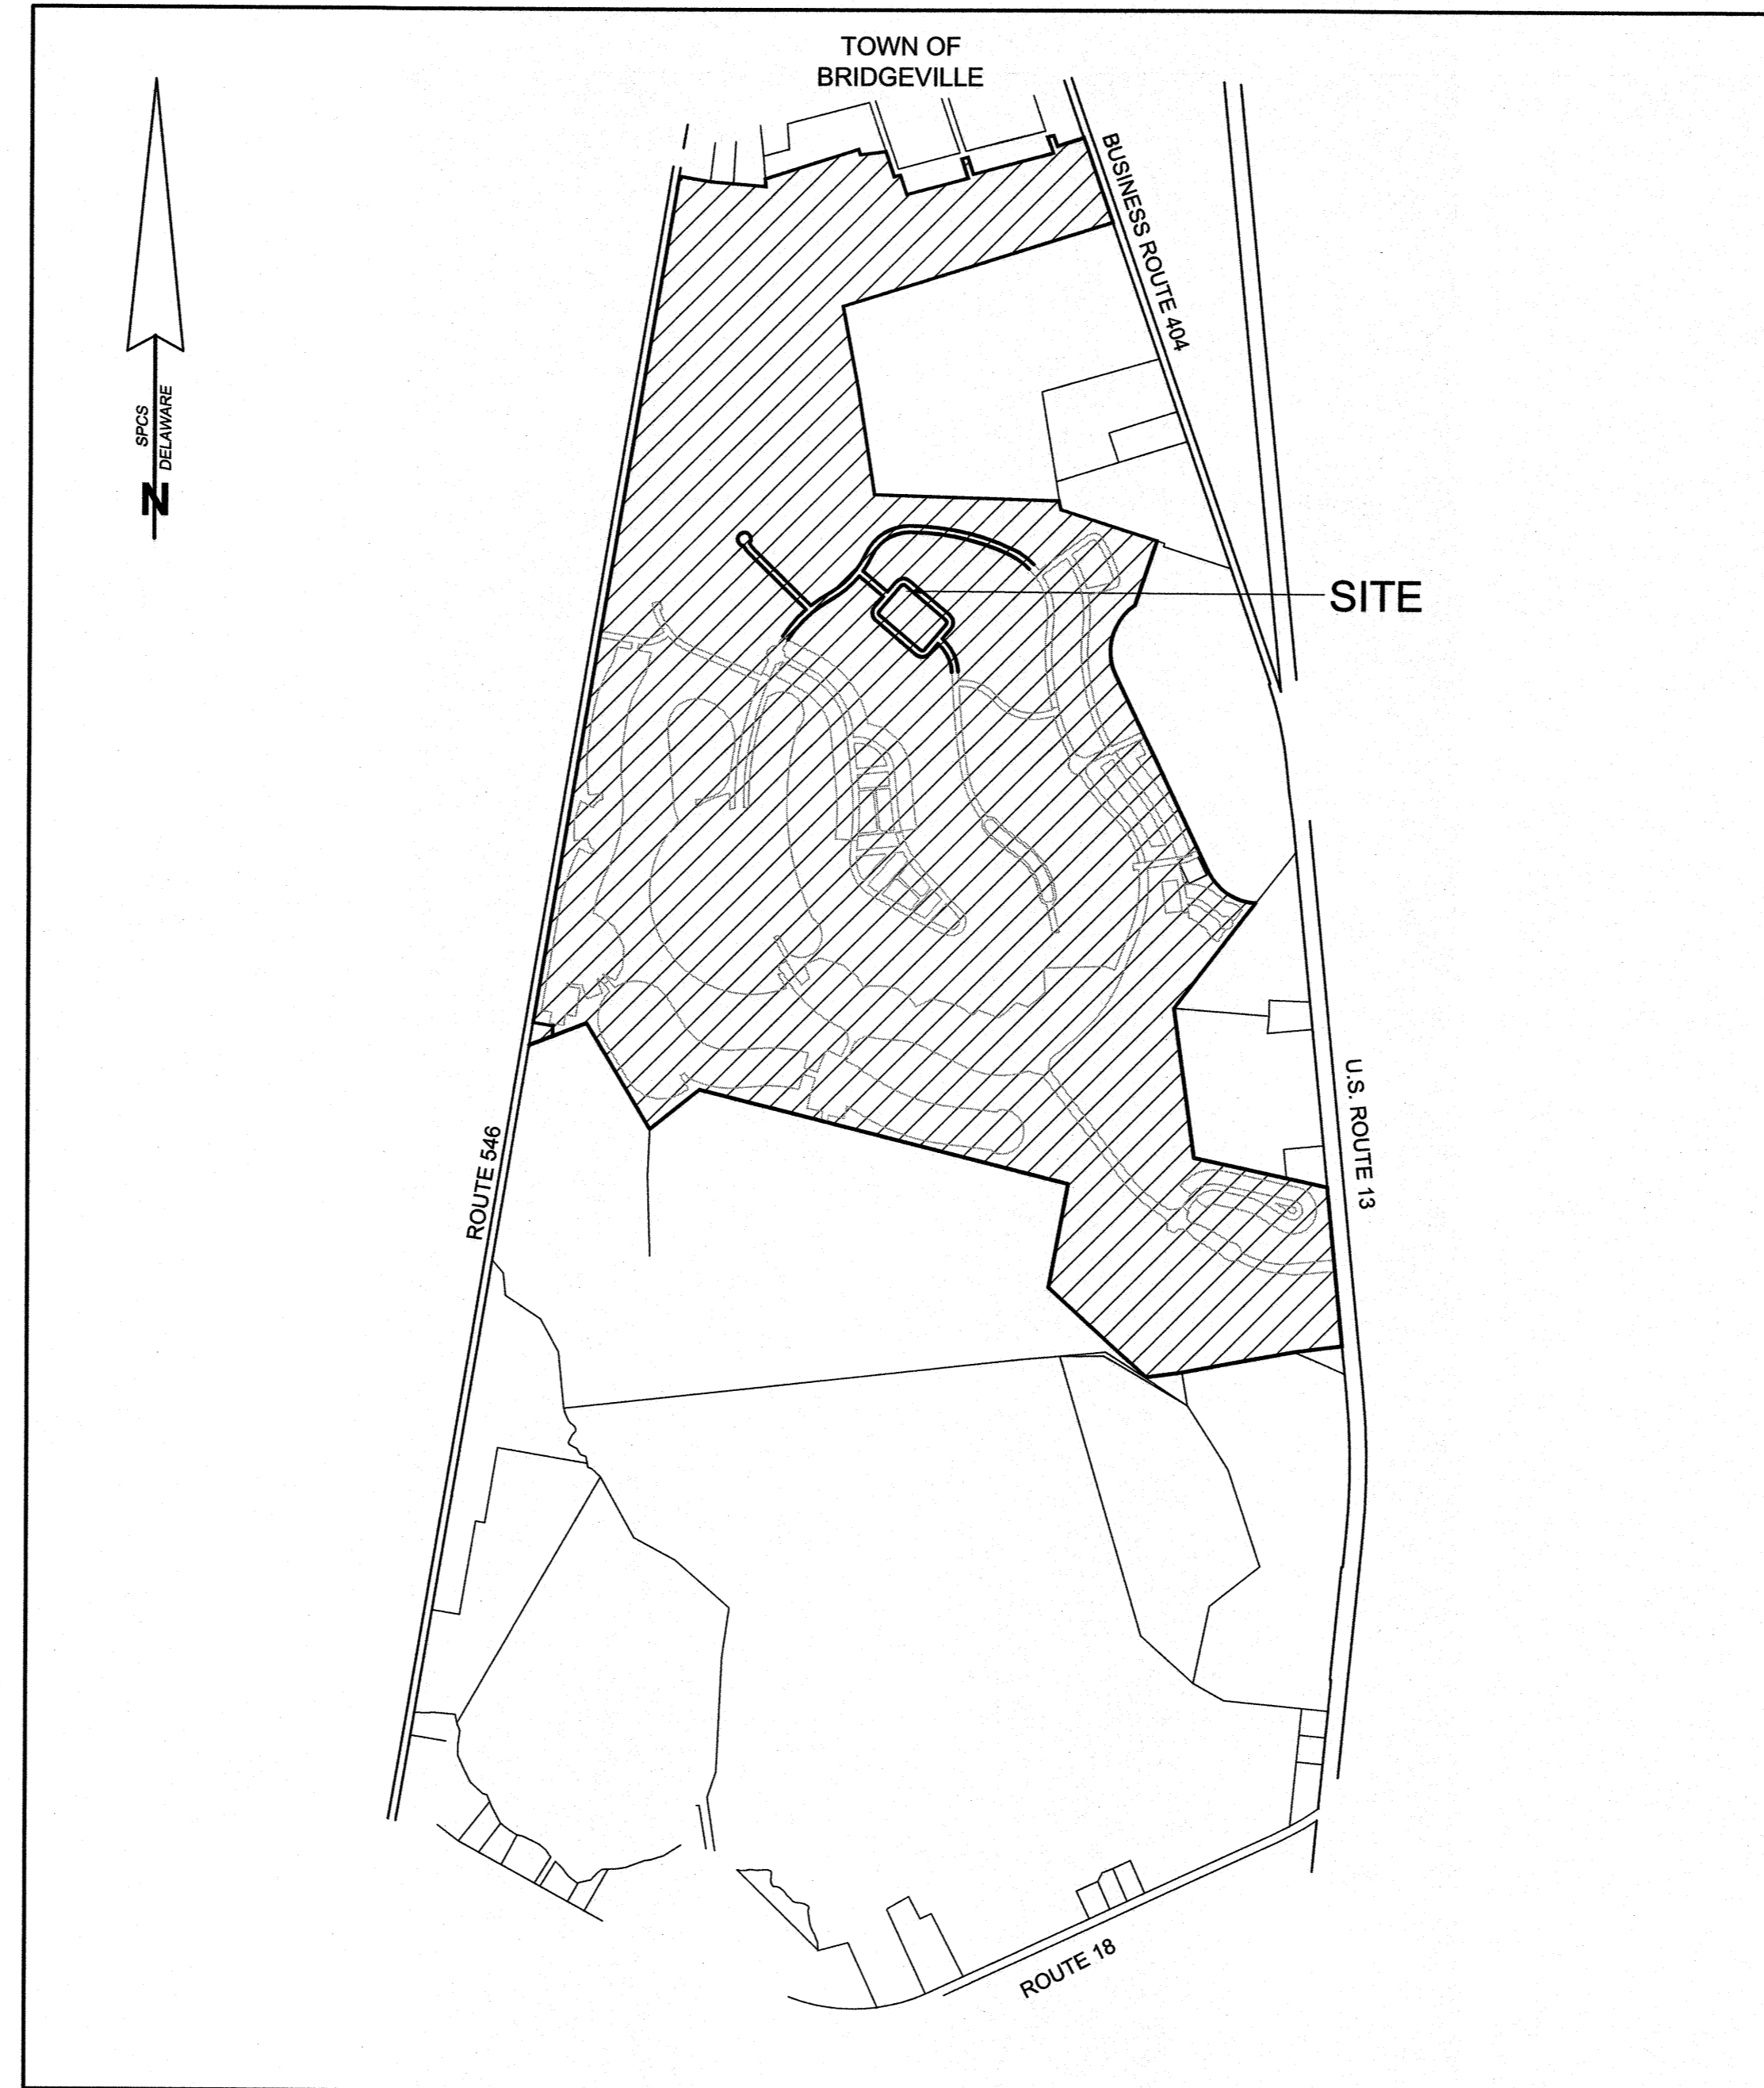 TOWN OF
BRIDGEVILLE
BUSINESS ROUTE 404
SPCS
DELAWARE
N
SITE
U.S. ROUTE 13
ROUTE 546
ROUTE 18